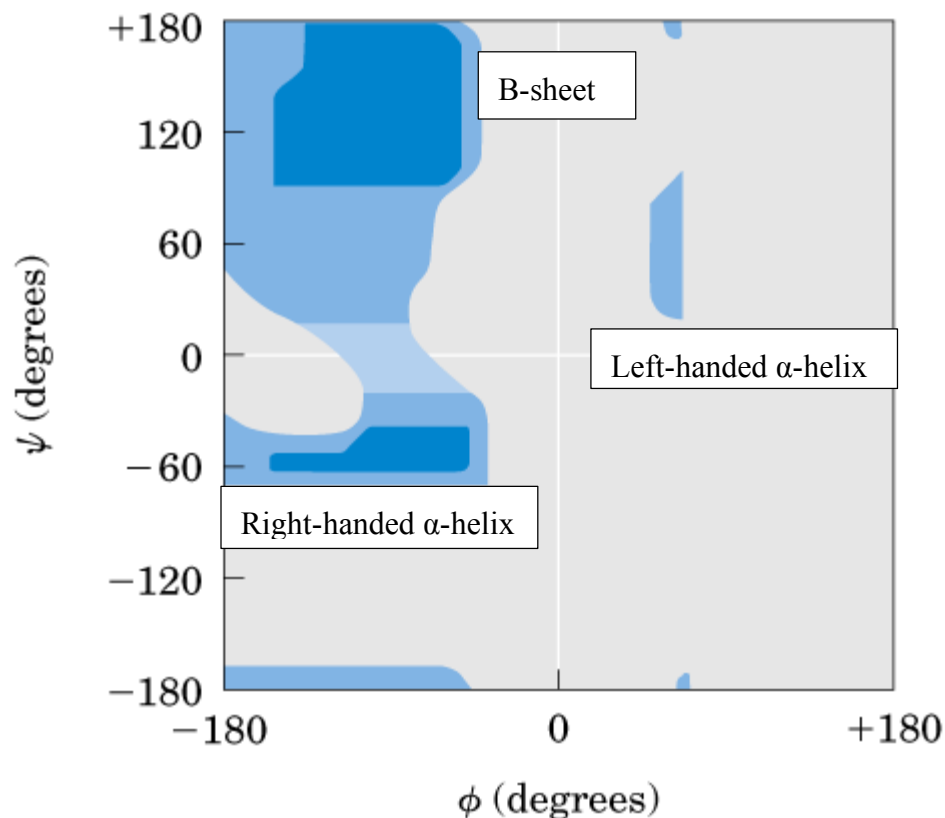 +180
B-sheet
120
60
0
Left-handed α-helix
ψ (degrees)
−60
Right-handed α-helix
−120
−180
−180
0
+180
ϕ (degrees)